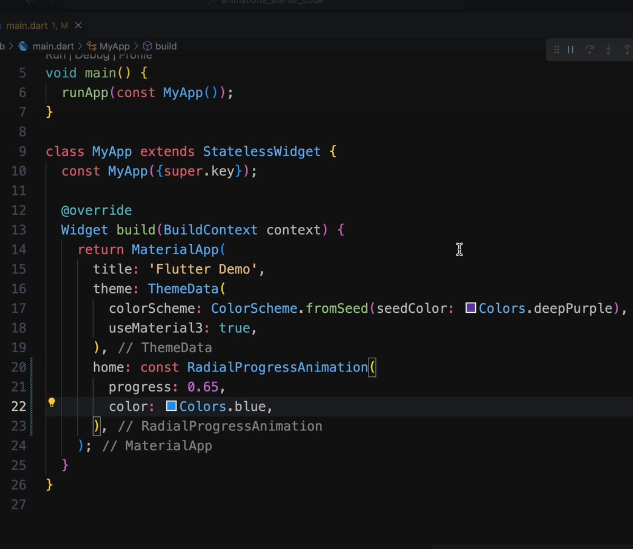 animations_starter_code
main.dart 1, M ×
b > main.dart > MyApp > build
Run | Debug | Profile
5 void main() {
6 runApp(const MyApp());
7 }
8
9 class MyApp extends StatelessWidget {
10 const MyApp({super.key});
11
12 @override
13 Widget build(BuildContext context) {
14 return MaterialApp(
15 title: 'Flutter Demo',
16 theme: ThemeData(
17 colorScheme: ColorScheme.fromSeed(seedColor: Colors.deepPurple),
18 useMaterial3: true,
19 ), // ThemeData
20 home: const RadialProgressAnimation(
21 progress: 0.65,
22 color: Colors.blue,
23 ), // RadialProgressAnimation
24 ); // MaterialApp
25 }
26 }
27